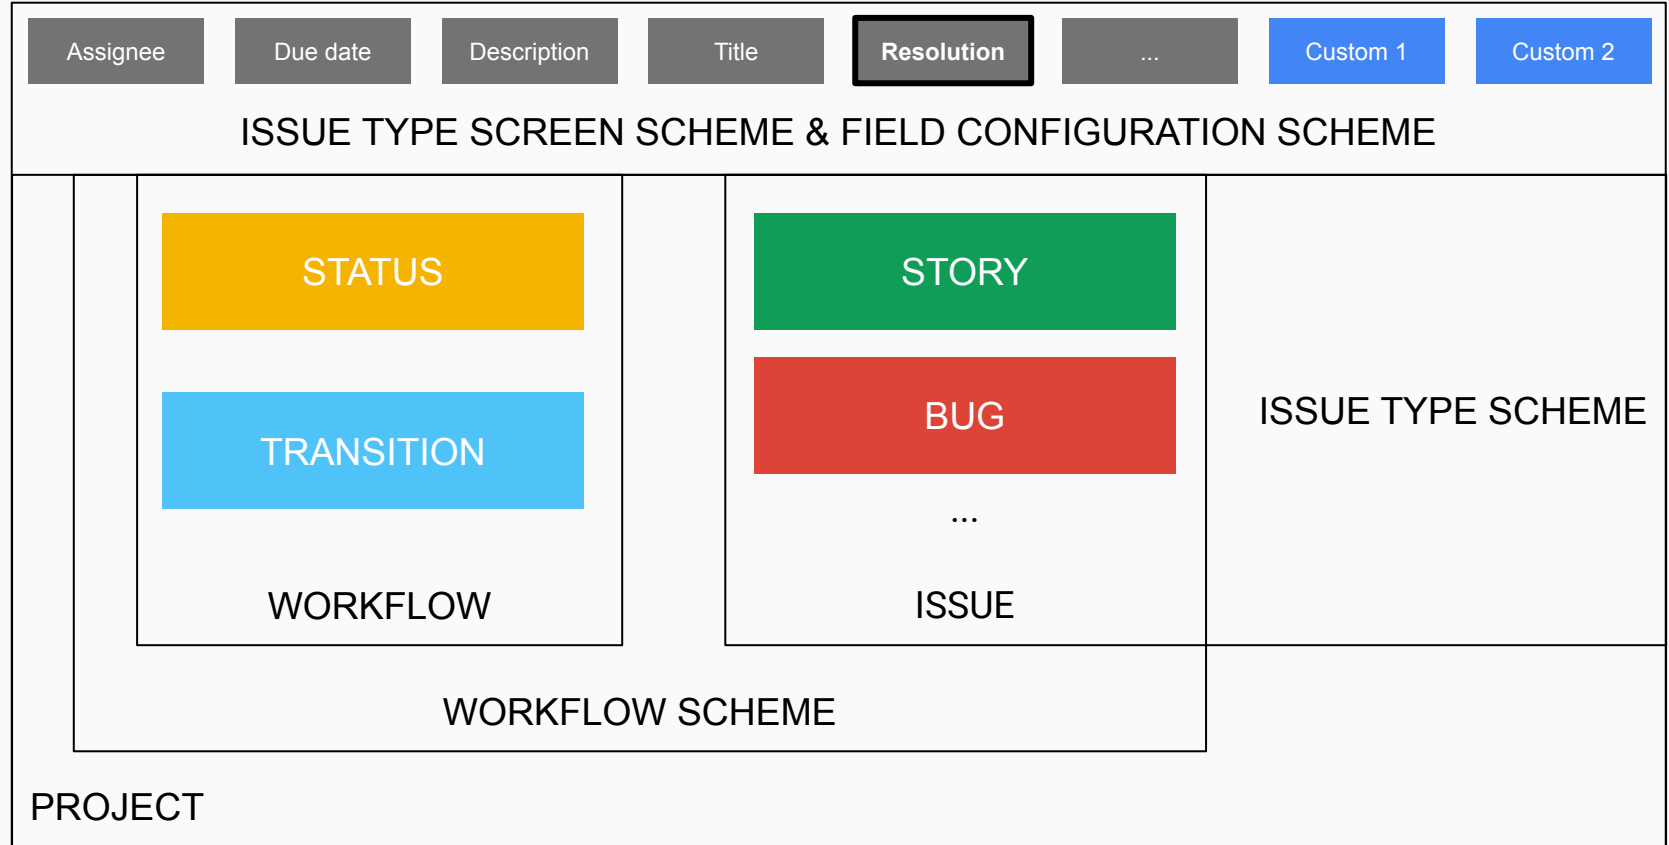 Assignee
Due date
Description
Title
Resolution
...
Custom 1
Custom 2
ISSUE TYPE SCREEN SCHEME & FIELD CONFIGURATION SCHEME
STATUS
TRANSITION
WORKFLOW
STORY
BUG
...
ISSUE
ISSUE TYPE SCHEME
WORKFLOW SCHEME
PROJECT